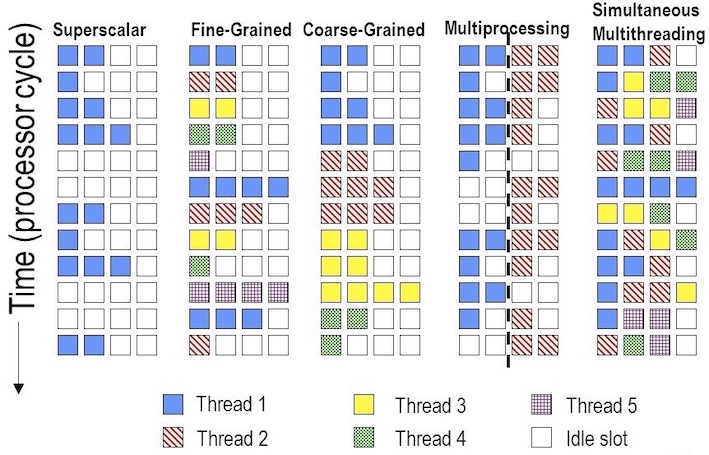 Superscalar
Fine-Grained
Coarse-Grained
Multiprocessing
Simultaneous
Multithreading
Time (processor cycle)
Thread 1
Thread 3
Thread 5
Thread 2
Thread 4
Idle slot